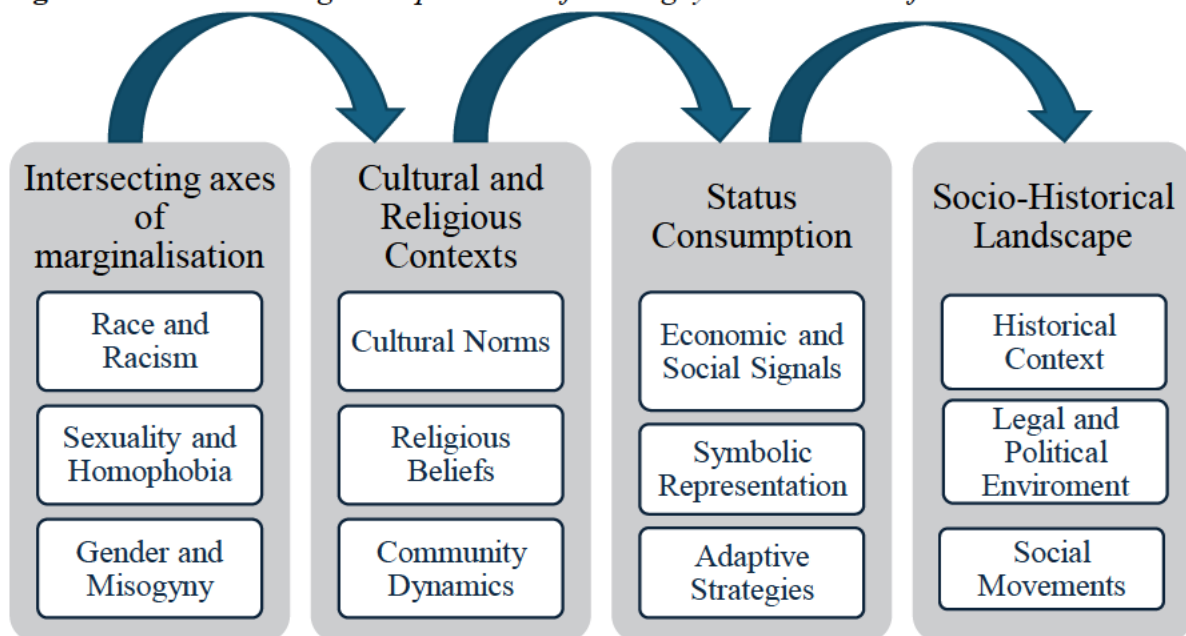 Intersecting axes
of
marginalisation
Race and
Racism
Sexuality and
Homophobia
Gender and
Misogyny
Cultural and
Religious
Contexts
Cultural Norms
Religious
Beliefs
Community
Dynamics
Status
Consumption
Economic and
Social Signals
Symbolic
Representation
Adaptive
Strategies
Socio-Historical
Landscape
Historical
Context
Legal and
Political
Enviroment
Social
Movements